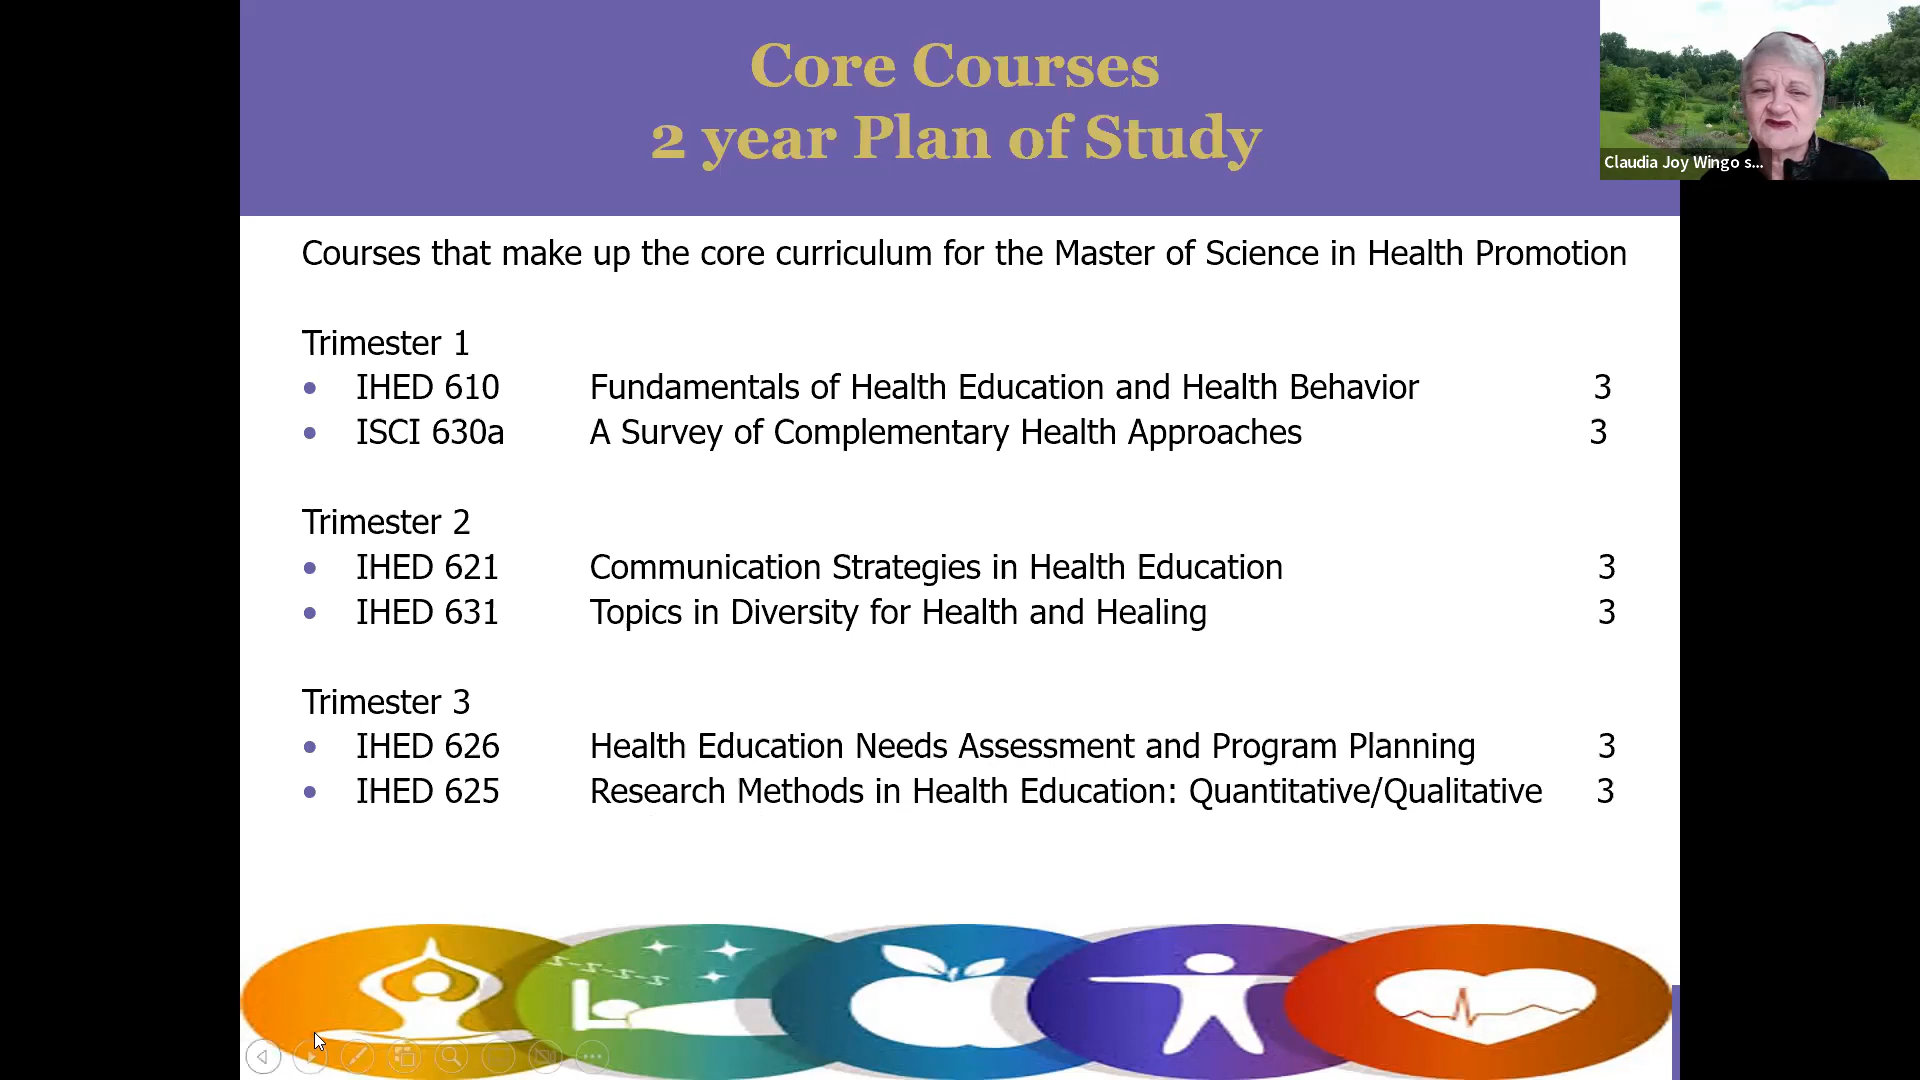 Core Courses
2 year Plan of Study
Claudia Joy Wingo s...
Courses that make up the core curriculum for the Master of Science in Health Promotion
Trimester 1
• IHED 610 Fundamentals of Health Education and Health Behavior 3
• ISCI 630a A Survey of Complementary Health Approaches 3
Trimester 2
• IHED 621 Communication Strategies in Health Education 3
• IHED 631 Topics in Diversity for Health and Healing 3
Trimester 3
• IHED 626 Health Education Needs Assessment and Program Planning 3
• IHED 625 Research Methods in Health Education: Quantitative/Qualitative 3
z-z-z-z-z